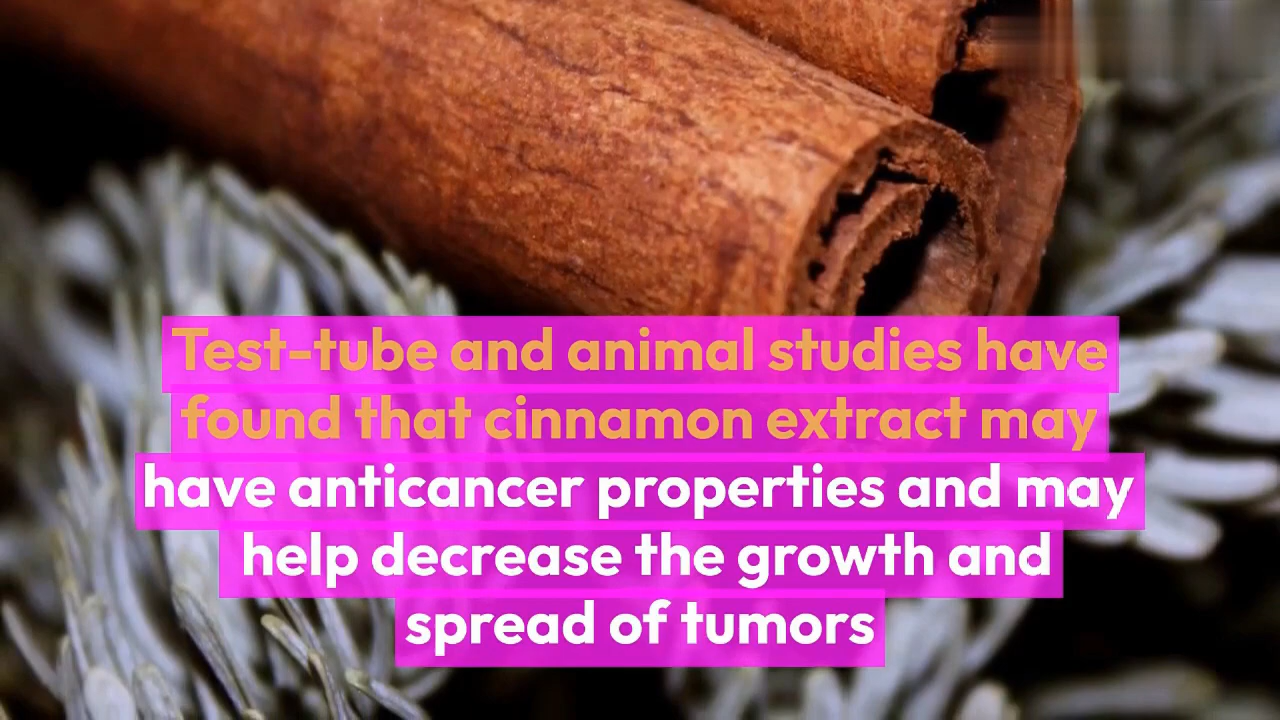 Test-tube and animal studies have
found that cinnamon extract may
have anticancer properties and may
help decrease the growth and
spread of tumors